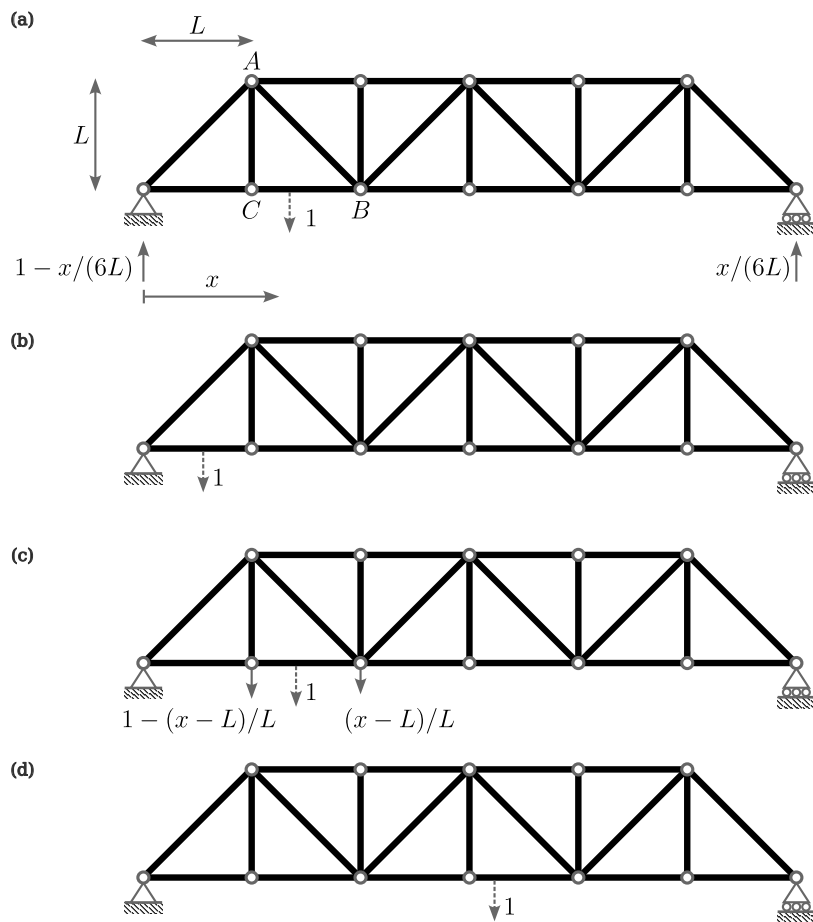 (a)
L
A
L
C
1
B
1 − x/(6L)
x
x/(6L)
(b)
1
(c)
1
1 − (x − L)/L
(x − L)/L
(d)
1